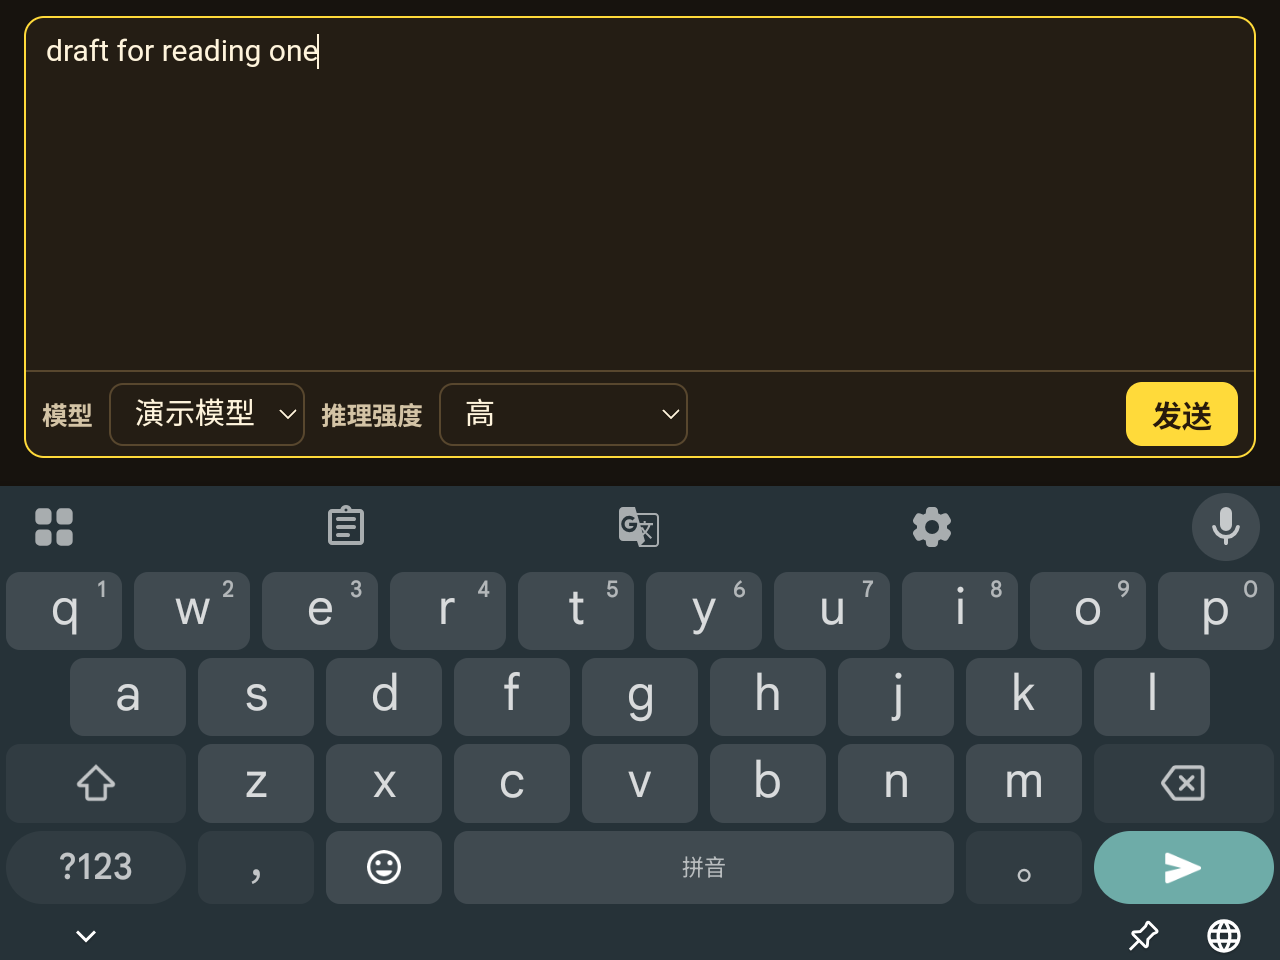 draft for reading one
模型 演示模型 推理强度 高 发送
q 1 w 2 e 3 r 4 t 5 y 6 u 7 i 8 o 9 p 0
a s d f g h j k l
z x c v b n m
?123 ， 拼音 。